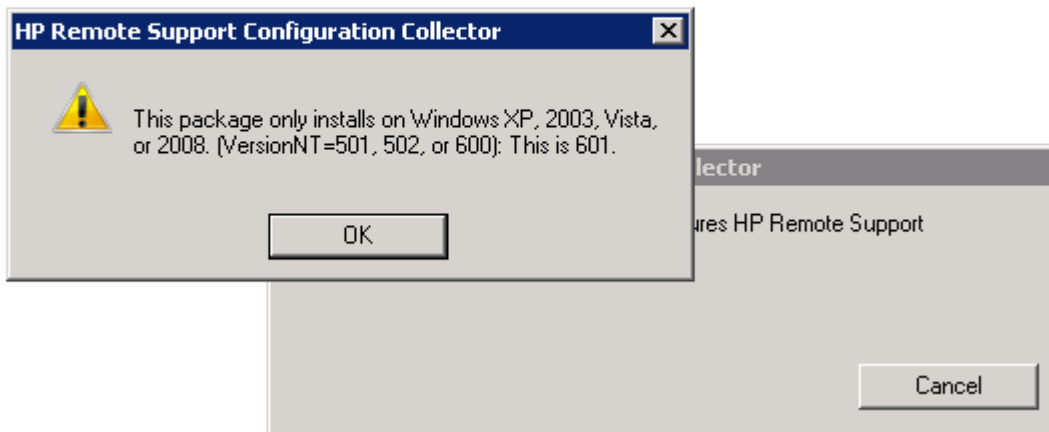 HP Remote Support Configuration Collector
This package only installs on Windows XP, 2003, Vista,
or 2008. (VersionNT=501, 502, or 600): This is 601.
OK
lector
ures HP Remote Support
Cancel